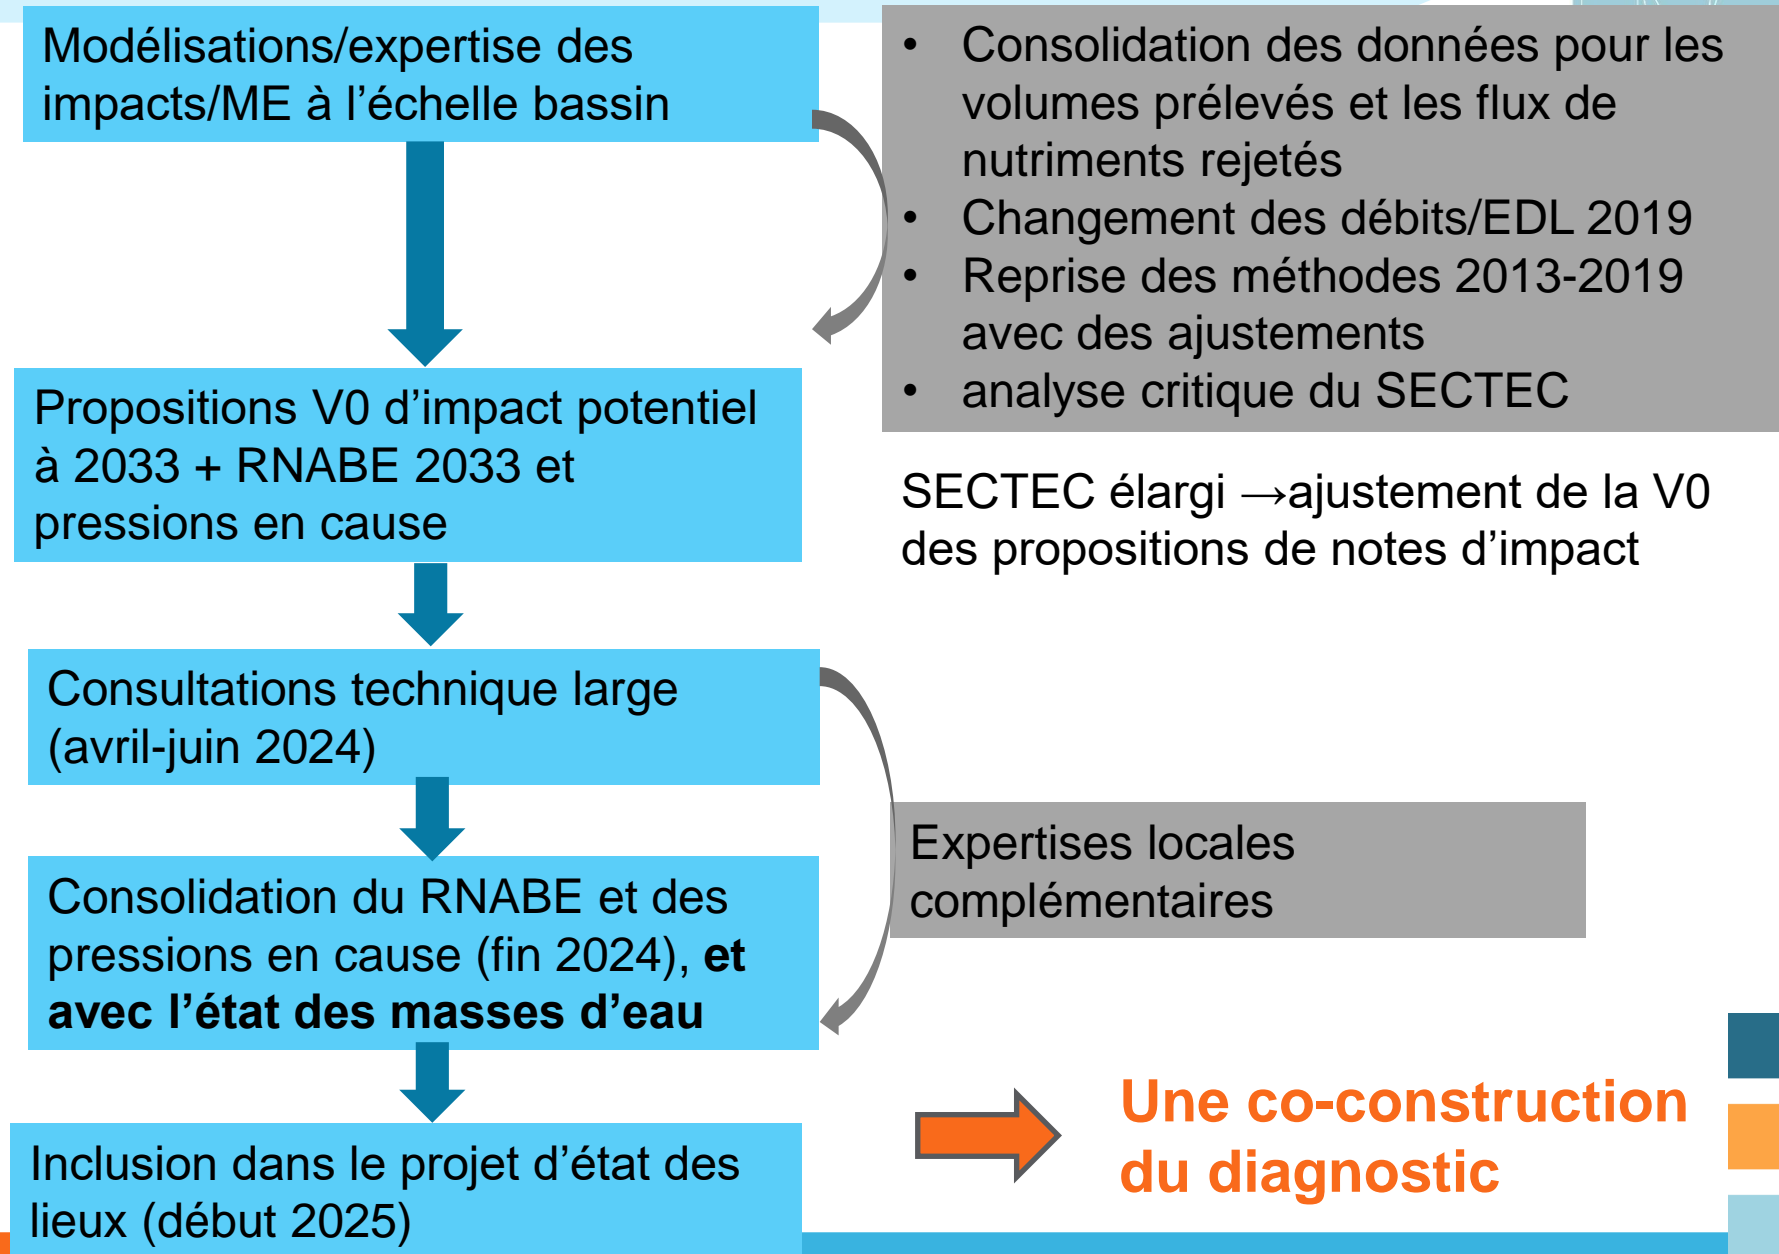 Modélisations/expertise des
impacts/ME à l’échelle bassin
• Consolidation des données pour les
volumes prélevés et les flux de
nutriments rejetés
• Changement des débits/EDL 2019
• Reprise des méthodes 2013-2019
avec des ajustements
• analyse critique du SECTEC
Propositions V0 d’impact potentiel
à 2033 + RNABE 2033 et
pressions en cause
SECTEC élargi →ajustement de la V0
des propositions de notes d’impact
Consultations technique large
(avril-juin 2024)
Expertises locales
complémentaires
Consolidation du RNABE et des
pressions en cause (fin 2024), et
avec l’état des masses d’eau
Une co-construction
du diagnostic
Inclusion dans le projet d’état des
lieux (début 2025)